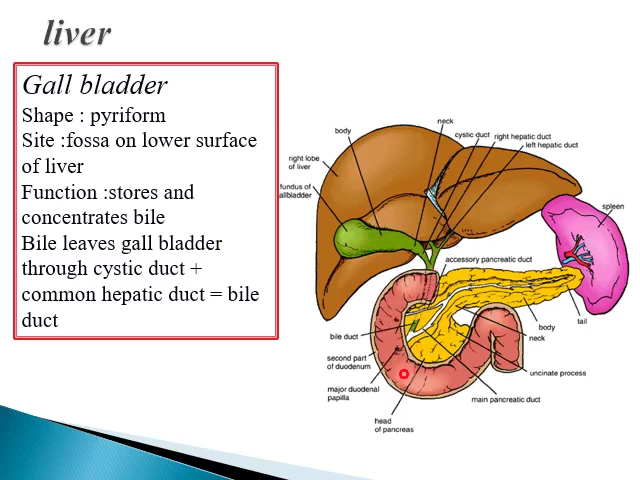 liver
Gall bladder
Shape : pyriform
Site :fossa on lower surface
of liver
Function :stores and
concentrates bile
Bile leaves gall bladder
through cystic duct +
common hepatic duct = bile
duct
neck
body
cystic duct
right hepatic duct
left hepatic duct
right lobe
of liver
fundus of
allbladder
spleen
accessory pancreatic duct
tail
body
neck
bile duct
second part
of duodenum
uncinate process
major duodenal
papilla
main pancreatic duct
head
of pancreas